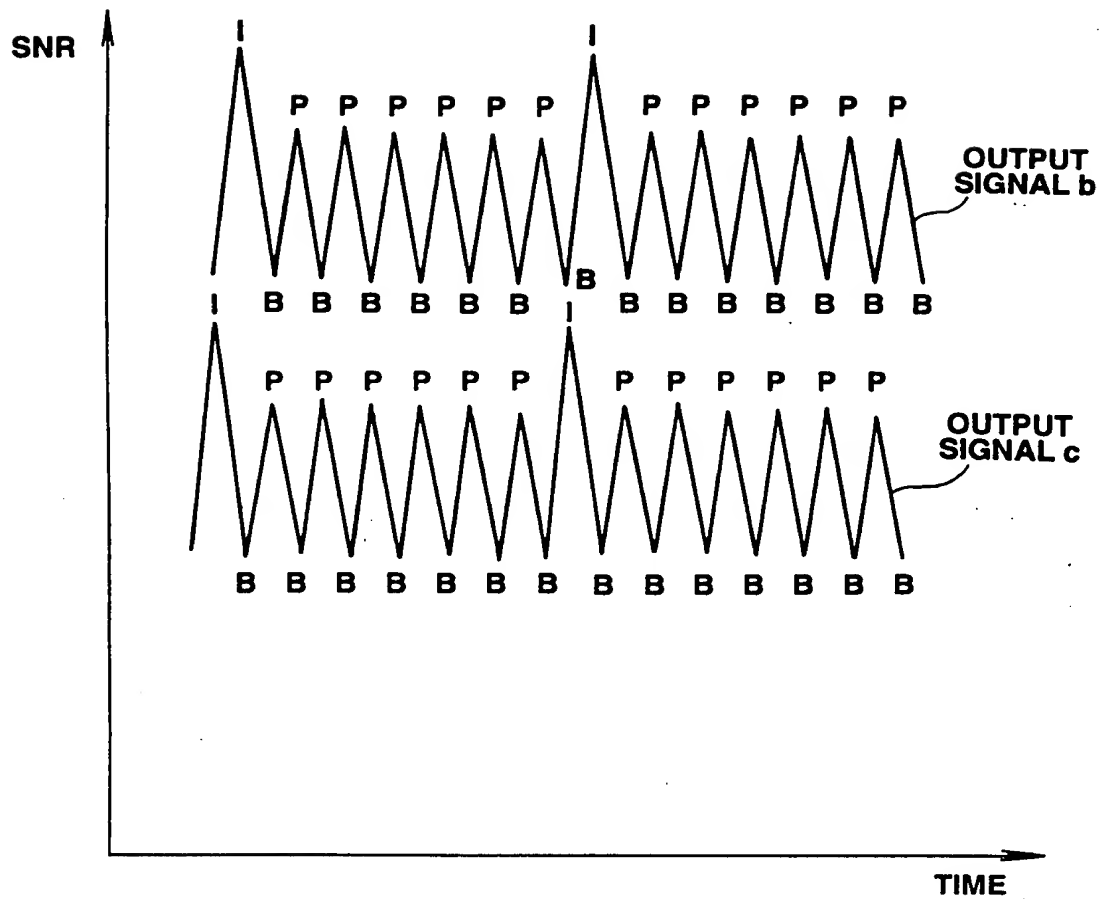 I I
SNR
P P P P P P P P P P P P
OUTPUT
SIGNAL b
B
B B B B B B B B B B B B B
I I
P P P P P P P P P P P P
OUTPUT
SIGNAL c
B B B B B B B B B B B B B B
TIME